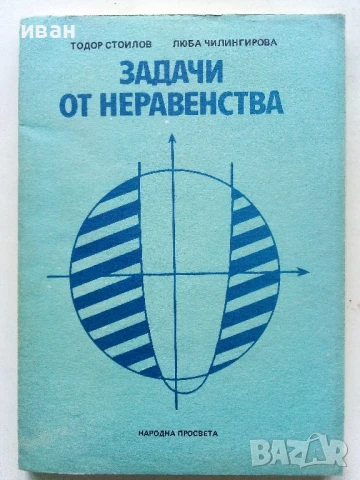 иван
ТОДОР СТОИЛОВ ЛЮБА ЧИЛИНГИРОВА
ЗАДАЧИ
ОТ НЕРАВЕНСТВА
НАРОДНА ПРОСВЕТА
BAZAR